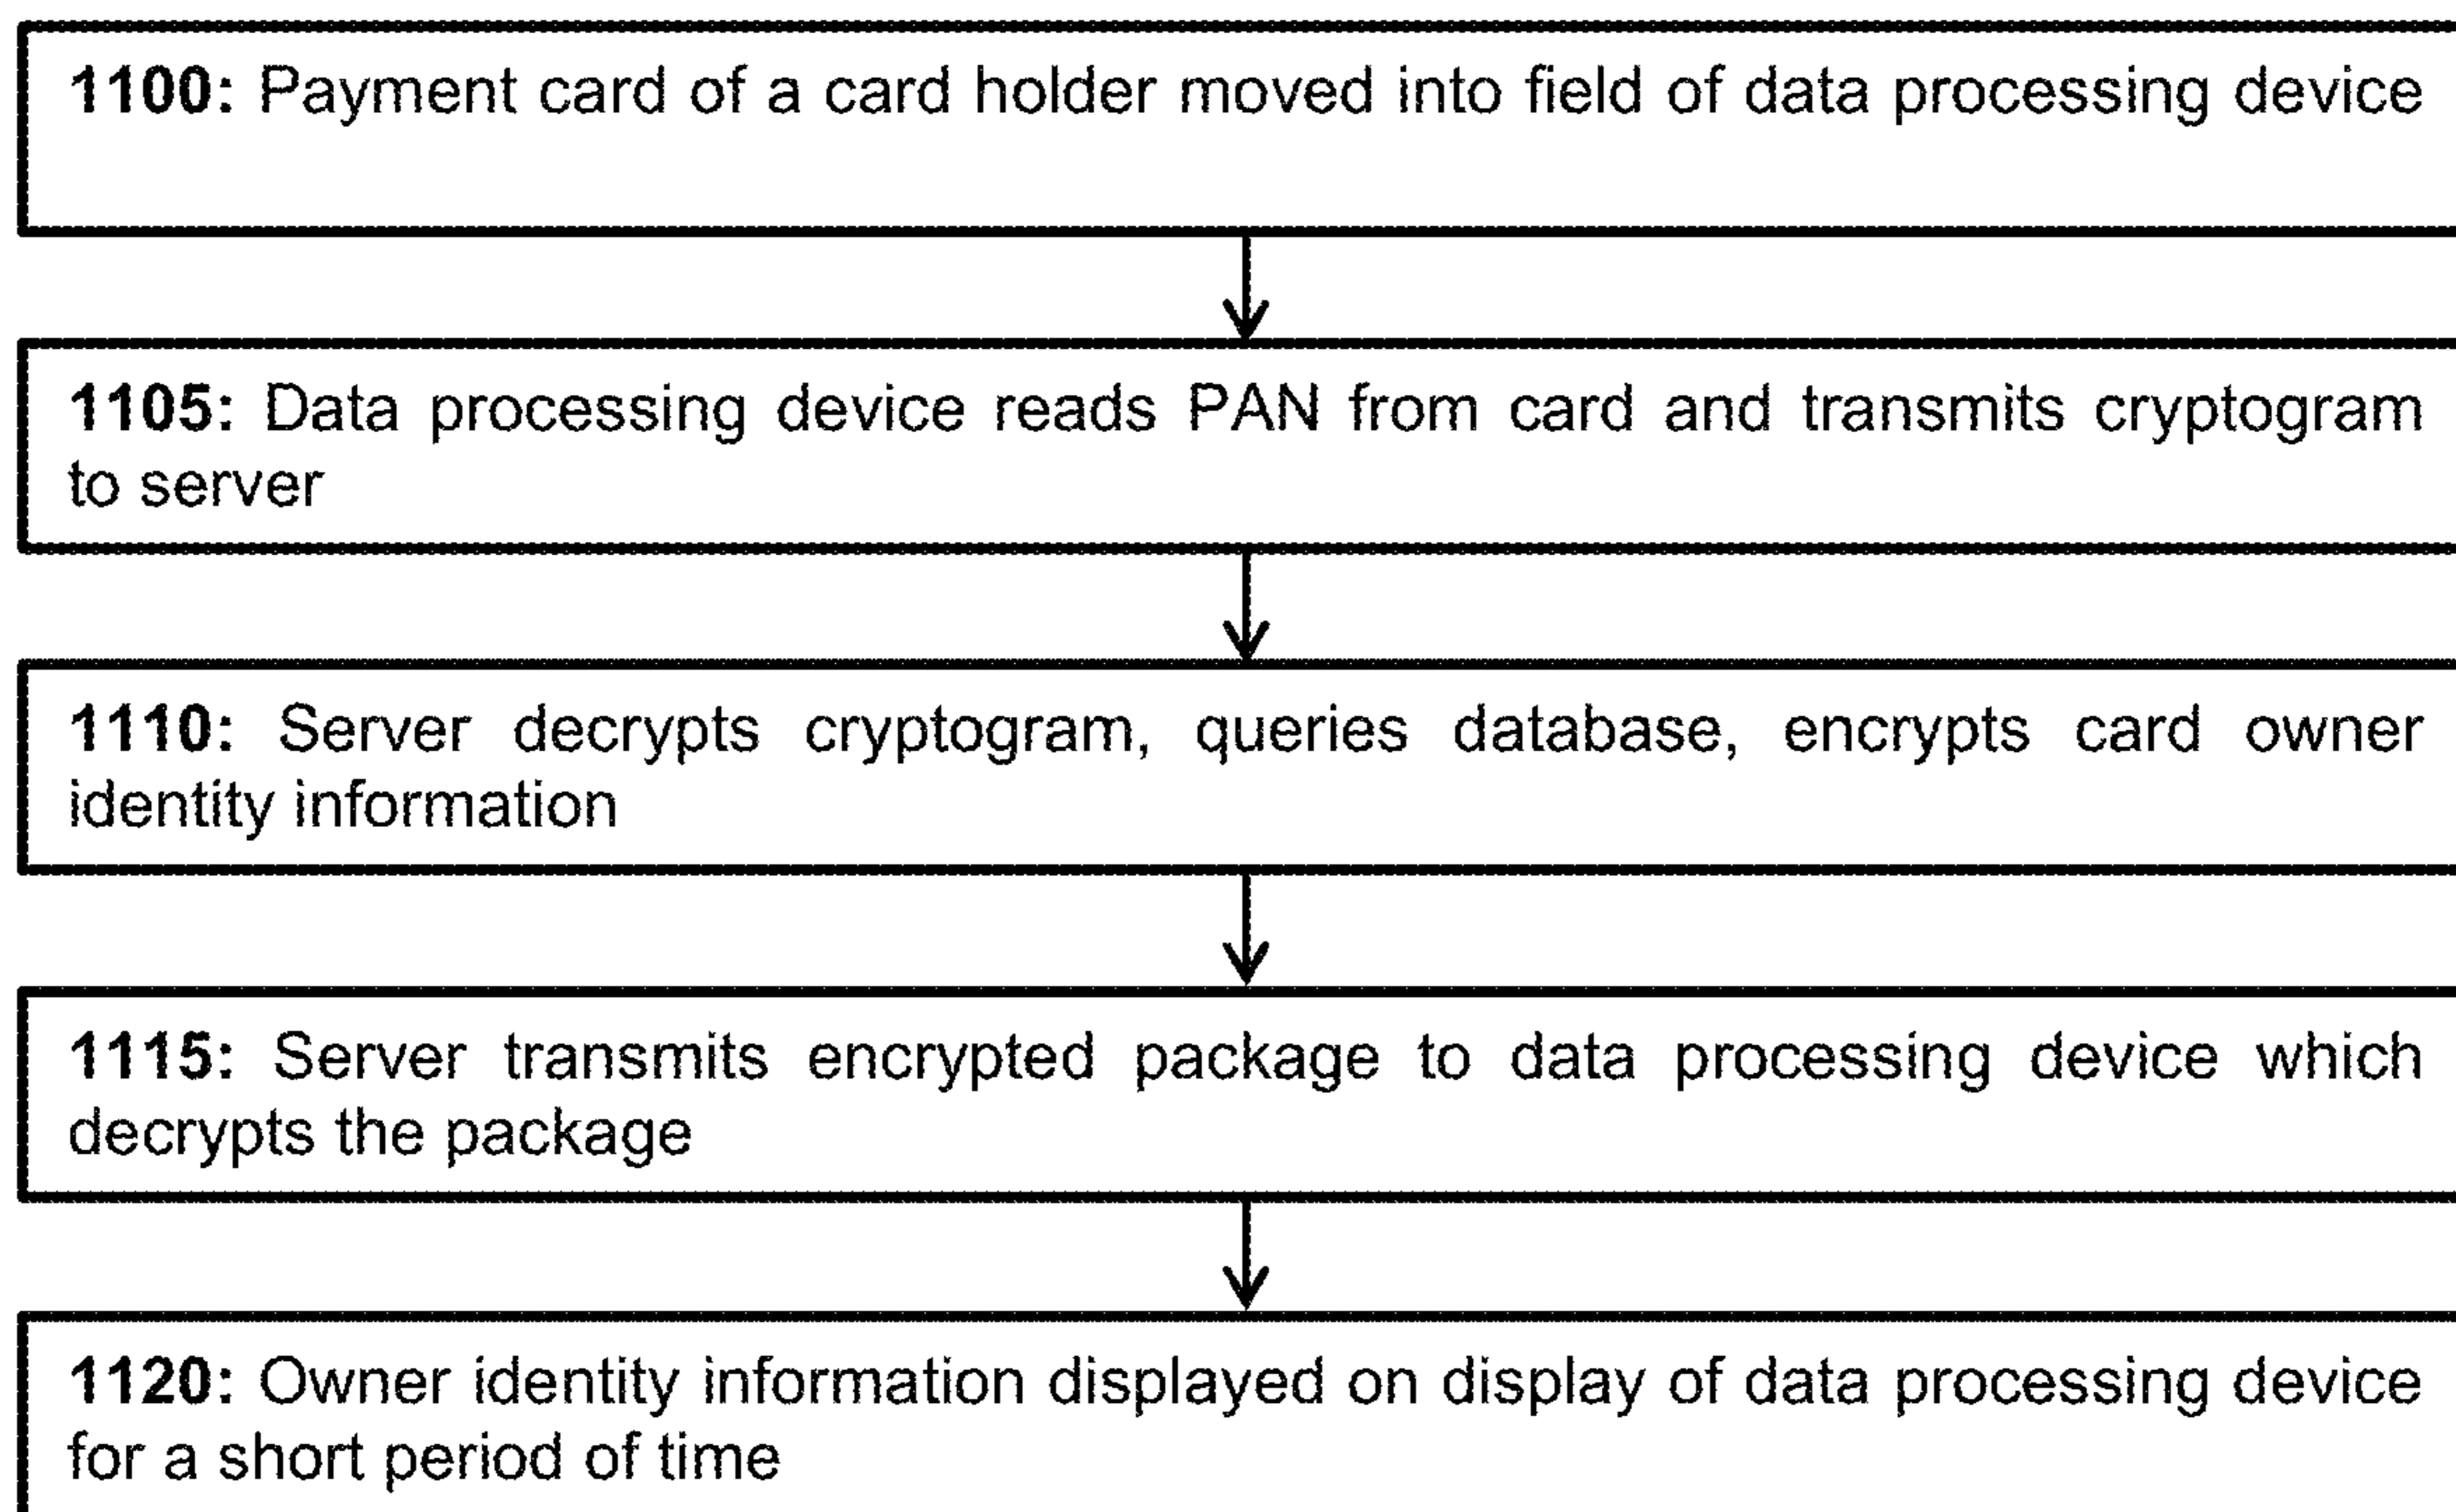 1100: Payment card of a card holder moved into field of data processing device
1105: Data processing device reads PAN from card and transmits cryptogram
to server
1110: Server decrypts cryptogram, queries database, encrypts card owner
identity information
1115: Server transmits encrypted package to data processing device which
decrypts the package
1120: Owner identity information displayed on display of data processing device
for a short period of time